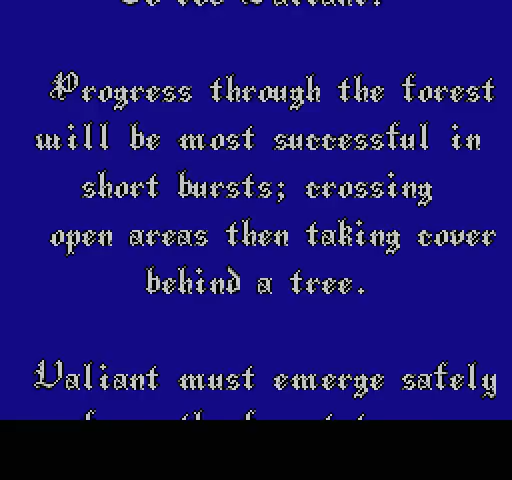 Progress through the forest
will be most successful in
short bursts; crossing
open areas then taking cover
behind a tree.
Valiant must emerge safely